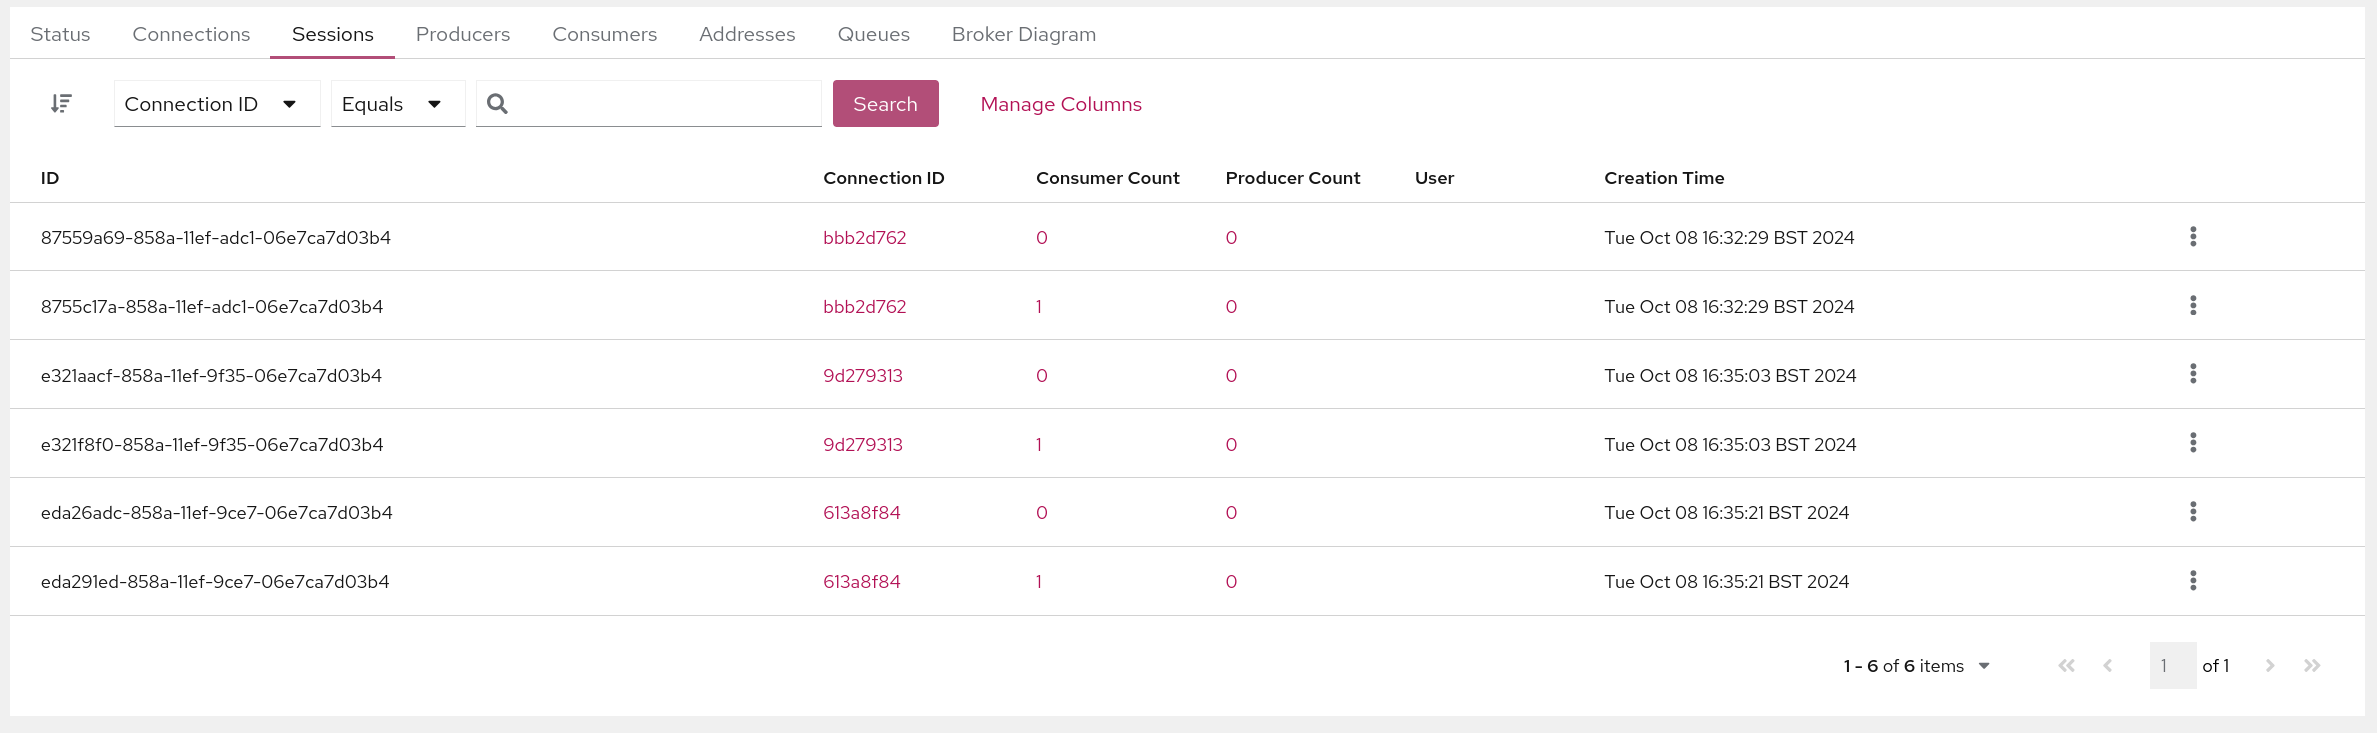 Status Connections Sessions Producers Consumers Addresses Queues Broker Diagram
Connection ID Equals Search Manage Columns
ID Connection ID Consumer Count Producer Count User Creation Time
87559a69-858a-11ef-adc1-06e7ca7d03b4 bbb2d762 0 0 Tue Oct 08 16:32:29 BST 2024
8755c17a-858a-11ef-adc1-06e7ca7d03b4 bbb2d762 1 0 Tue Oct 08 16:32:29 BST 2024
e321aacf-858a-11ef-9f35-06e7ca7d03b4 9d279313 0 0 Tue Oct 08 16:35:03 BST 2024
e321f8f0-858a-11ef-9f35-06e7ca7d03b4 9d279313 1 0 Tue Oct 08 16:35:03 BST 2024
eda26adc-858a-11ef-9ce7-06e7ca7d03b4 613a8f84 0 0 Tue Oct 08 16:35:21 BST 2024
eda291ed-858a-11ef-9ce7-06e7ca7d03b4 613a8f84 1 0 Tue Oct 08 16:35:21 BST 2024
1 - 6 of 6 items 1 of 1